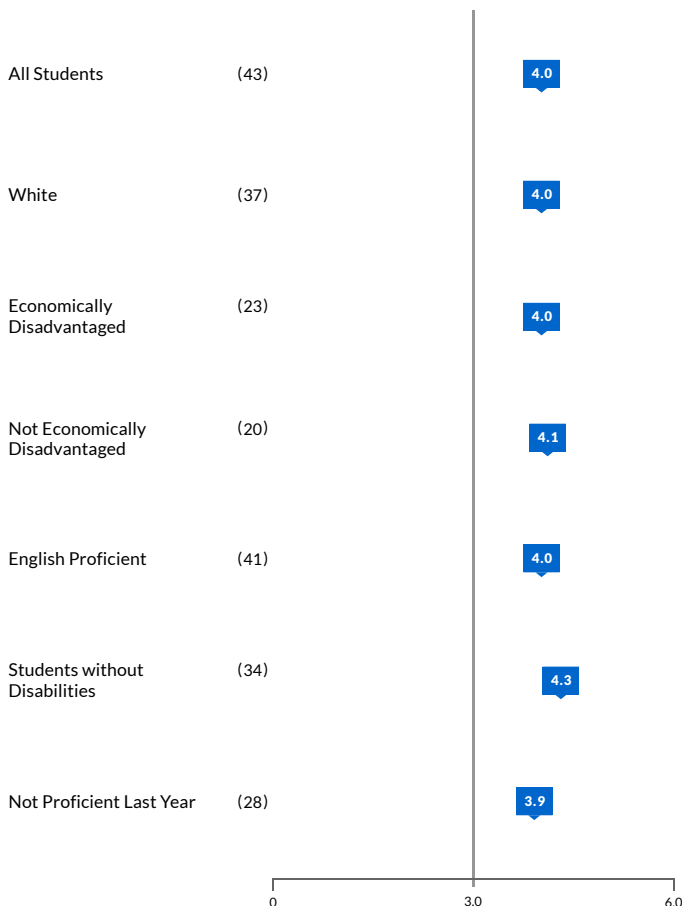 All Students (43) 4.0
White (37) 4.0
Economically
Disadvantaged (23) 4.0
Not Economically
Disadvantaged (20) 4.1
English Proficient (41) 4.0
Students without
Disabilities (34) 4.3
Not Proficient Last Year (28) 3.9
0 3.0 6.0